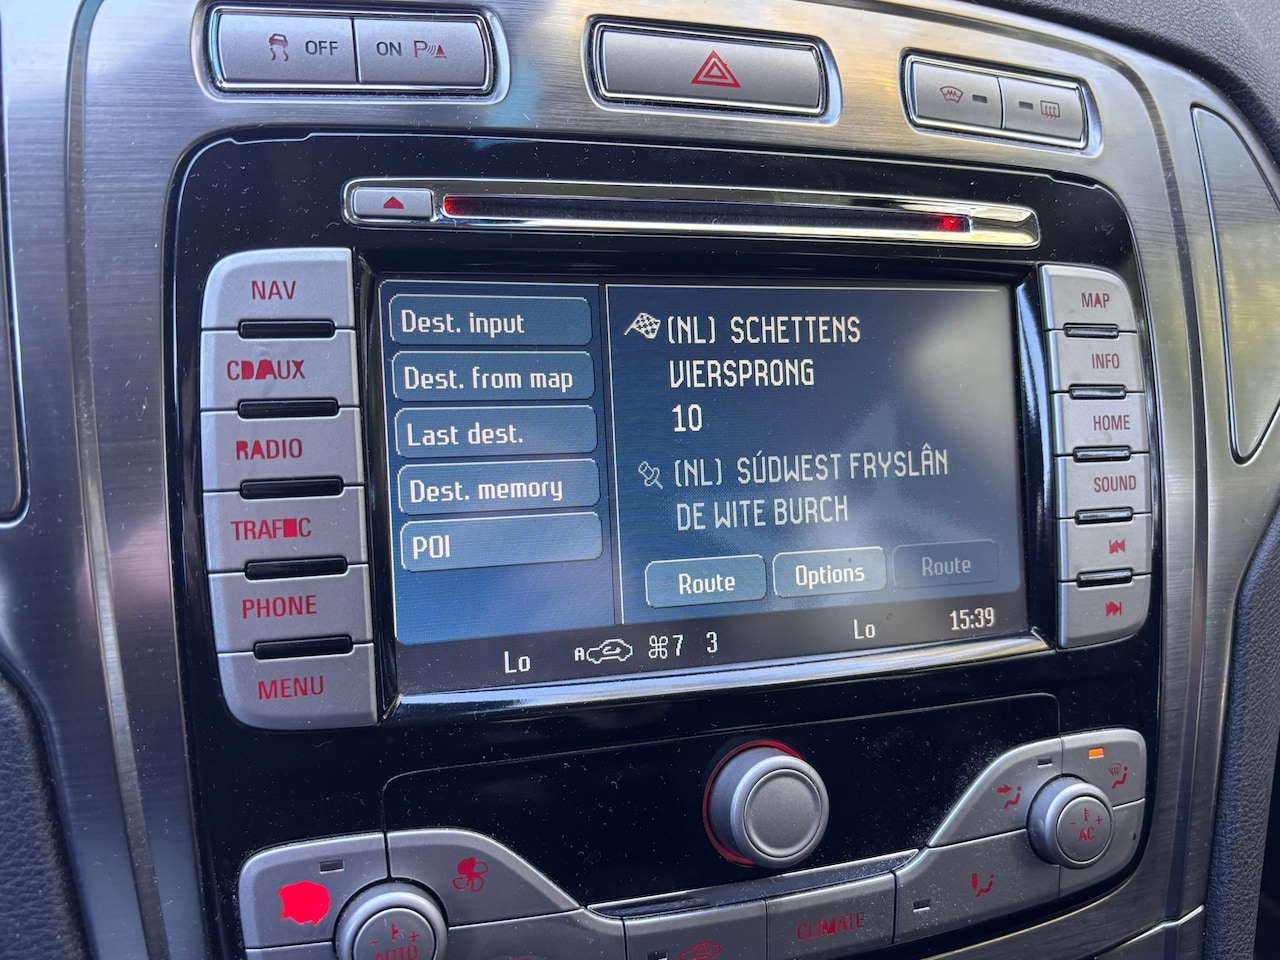 OFF ON P
NAV
CD/AUX
RADIO
TRAFFIC
PHONE
MENU
Dest. input
Dest. from map
Last dest.
Dest. memory
POI
(NL) SCHETTENS
VIERSPRONG
10
(NL) SÚDWEST FRYSLÂN
DE WITE BURCH
Route Options Route
Lo A 7 3 Lo 15:39
MAP
INFO
HOME
SOUND
AUTO
CLIMATE
AC